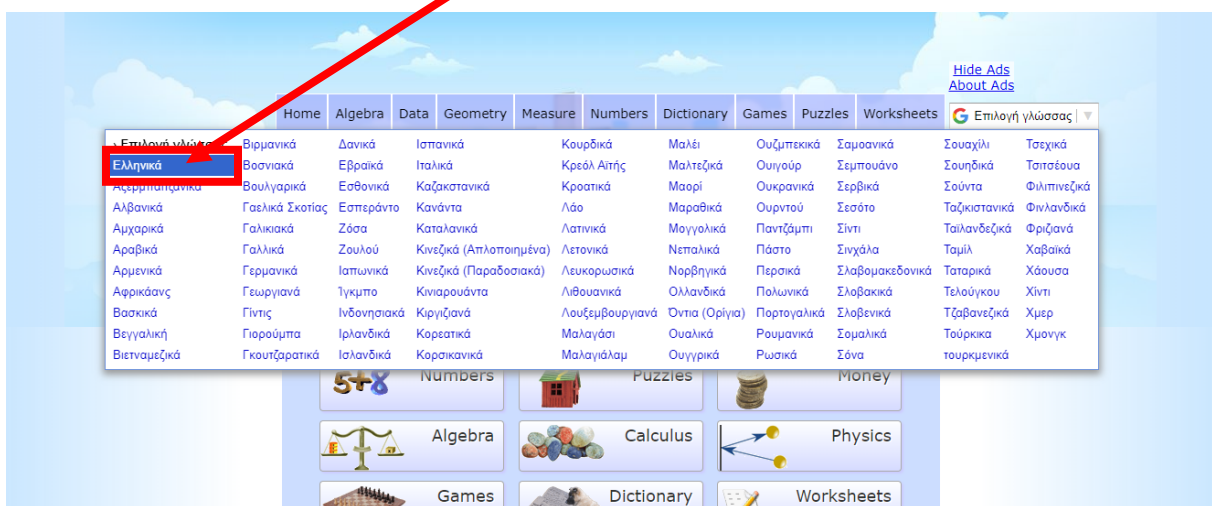 Hide Ads
About Ads
Home Algebra Data Geometry Measure Numbers Dictionary Games Puzzles Worksheets Επιλογή γλώσσας ▼
›Επιλογή Βιρμανικά Δανικά Ισπανικά Κουρδικά Μαλέι Ουζμπεκικά Σαμοανικά Σουαχίλι Τσεχικά
Ελληνικά Βοσνιακά Εβραϊκά Ιταλικά Κρεόλ Αϊτής Μαλτεζικά Ουιγούρ Σεμπουάνο Σουηδικά Τσιτσέουα
Αζερμπαϊτζανικά Βουλγαρικά Εσθονικά Καζακστανικά Κροατικά Μαορί Ουκρανικά Σερβικά Σούντα Φιλιπινεζικά
Αλβανικά Γαελικά Σκοτίας Εσπεράντο Κανάντα Λάο Μαραθικά Ουρντού Σεσότο Ταζικιστανικά Φινλανδικά
Αμχαρικά Γαλικιακά Ζόσα Καταλανικά Λατινικά Μογγολικά Παντζάμπι Σίντι Ταϊλανδεζικά Φριζιανά
Αραβικά Γαλλικά Ζουλού Κινεζικά (Απλοποιημένα) Λετονικά Νεπαλικά Πάστο Σινχάλα Ταμίλ Χαβαϊκά
Αρμενικά Γερμανικά Ιαπωνικά Κινεζικά (Παραδοσιακά) Λευκορωσικά Νορβηγικά Περσικά Σλαβομακεδονικά Ταταρικά Χάουσα
Αφρικάανς Γεωργιανά Ίγκμπο Κινιαρουάντα Λιθουανικά Ολλανδικά Πολωνικά Σλοβακικά Τελούγκου Χίντι
Βασκικά Γίντις Ινδονησιακά Κιργιζιανά Λουξεμβουργιανά Όντια (Ορίγια) Πορτογαλικά Σλοβενικά Τζαβανεζικά Χμερ
Βεγγαλική Γιορούμπα Ιρλανδικά Κορεατικά Μαλαγάσι Ουαλικά Ρουμανικά Σομαλικά Τούρκικα Χμονγκ
Βιετναμεζικά Γκουτζαρατικά Ισλανδικά Κορσικανικά Μαλαγιάλαμ Ουγγρικά Ρωσικά Σόνα τουρκμενικά
5+8 Numbers Puzzles Money
Algebra Calculus Physics
Games Dictionary Worksheets